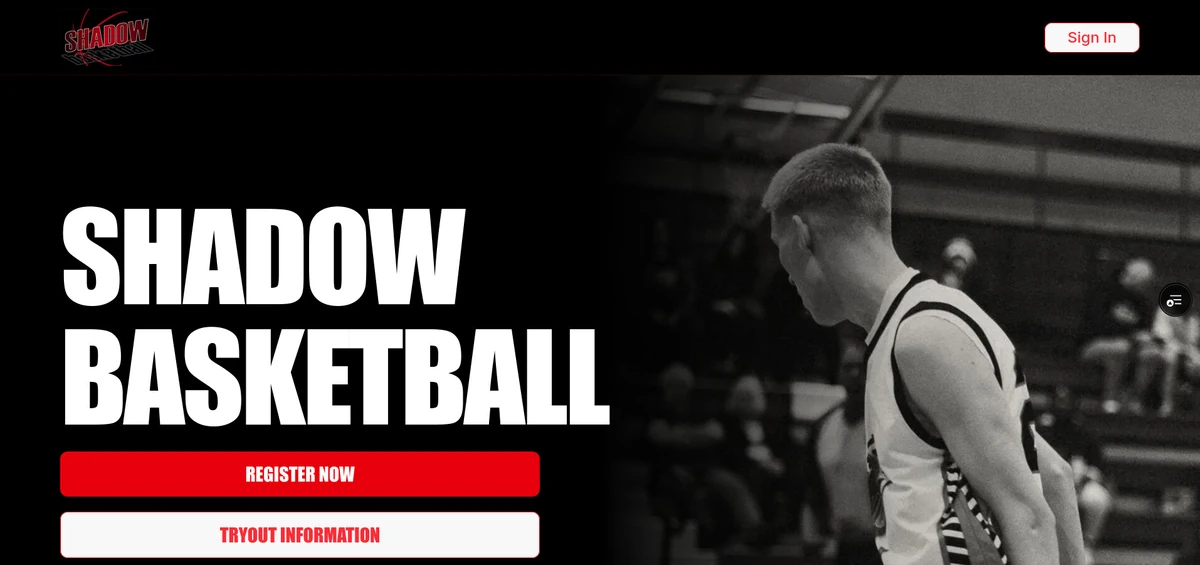 SHADOW
Sign In
SHADOW
BASKETBALL
REGISTER NOW
TRYOUT INFORMATION